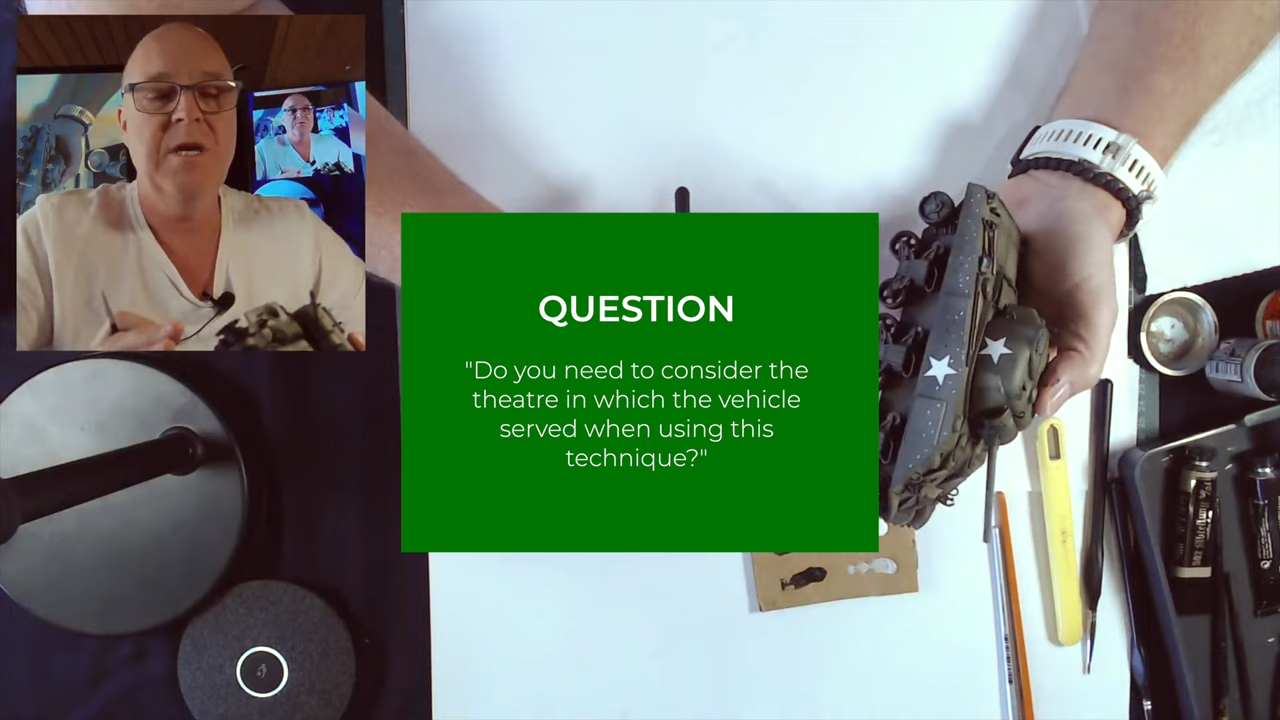 QUESTION
"Do you need to consider the
theatre in which the vehicle
served when using this
technique?"